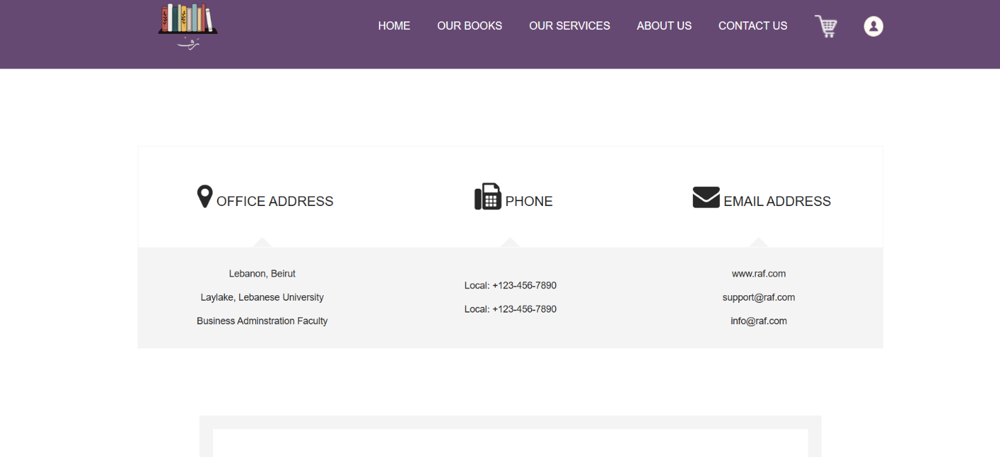 رف
HOME OUR BOOKS OUR SERVICES ABOUT US CONTACT US
OFFICE ADDRESS
Lebanon, Beirut
Laylake, Lebanese University
Business Adminstration Faculty
PHONE
Local: +123-456-7890
Local: +123-456-7890
EMAIL ADDRESS
www.raf.com
support@raf.com
info@raf.com